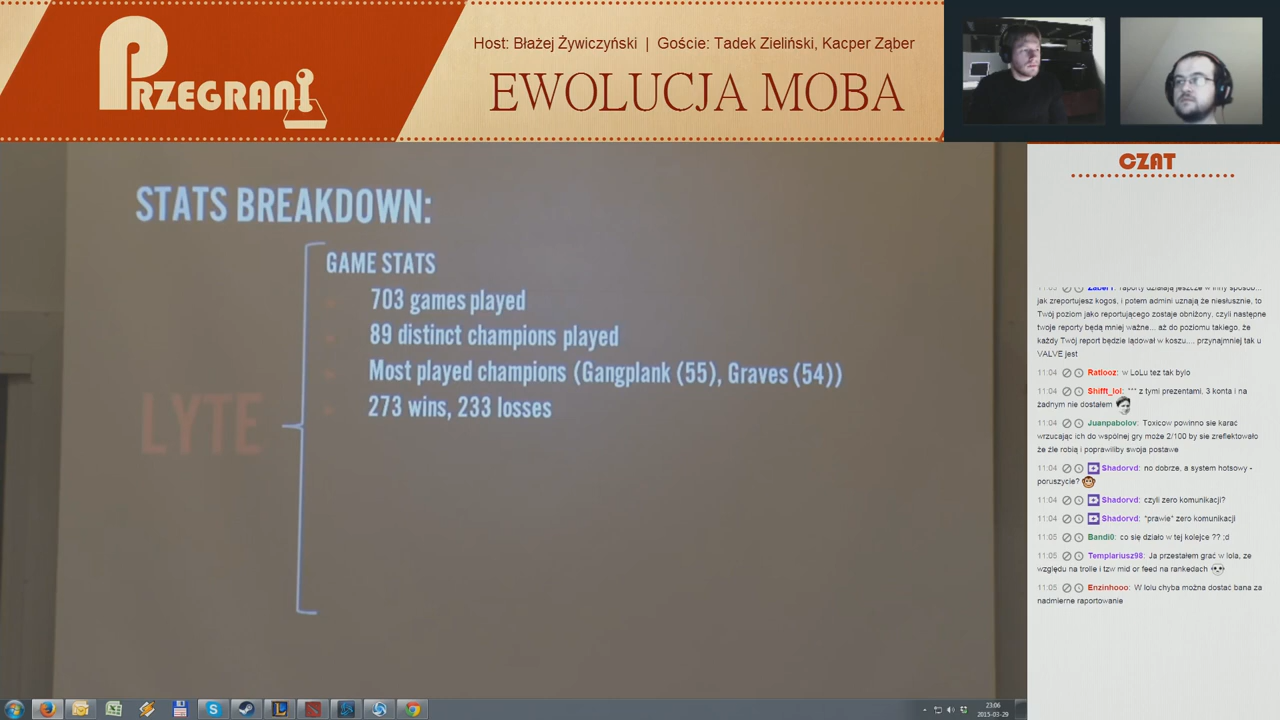 PRZEGRANI
Host: Błażej Żywiczyński | Goście: Tadek Zieliński, Kacper Ząber
EWOLUCJA MOBA
STATS BREAKDOWN:
GAME STATS
703 games played
89 distinct champions played
Most played champions (Gangplank (55), Graves (54))
273 wins, 233 losses
LYTE
CZAT
jak zreportujesz kogoś, i potem admini uznają że niesłusznie, to
Twój poziom jako reportującego zostaje obniżony, czyli następne
twoje reporty będą mniej ważne... aż do poziomu takiego, że
każdy Twój report będzie lądował w koszu.... przynajmniej tak u
VALVE jest
11:04 Ratlooz: w LoLu tez tak bylo
11:04 Shifft_lol: *** z tymi prezentami, 3 konta i na
żadnym nie dostałem
11:04 Juanpabolov: Toxicow powinno sie karać
wrzucając ich do wspólnej gry może 2/100 by sie zreflektowało
że źle robią i poprawiliby swoja postawe
11:04 Shadorvd: no dobrze, a system hotsowy -
poruszycie?
11:04 Shadorvd: czyli zero komunikacji?
11:04 Shadorvd: *prawie* zero komunikacji
11:05 Bandi0: co się działo w tej kolejce ?? ;d
11:05 Templariusz98: Ja przestałem grać w lola, ze
względu na trolle i tzw mid or feed na rankedach
11:05 Enzinhooo: W lolu chyba można dostać bana za
nadmierne raportowanie
23:06
2015-03-29